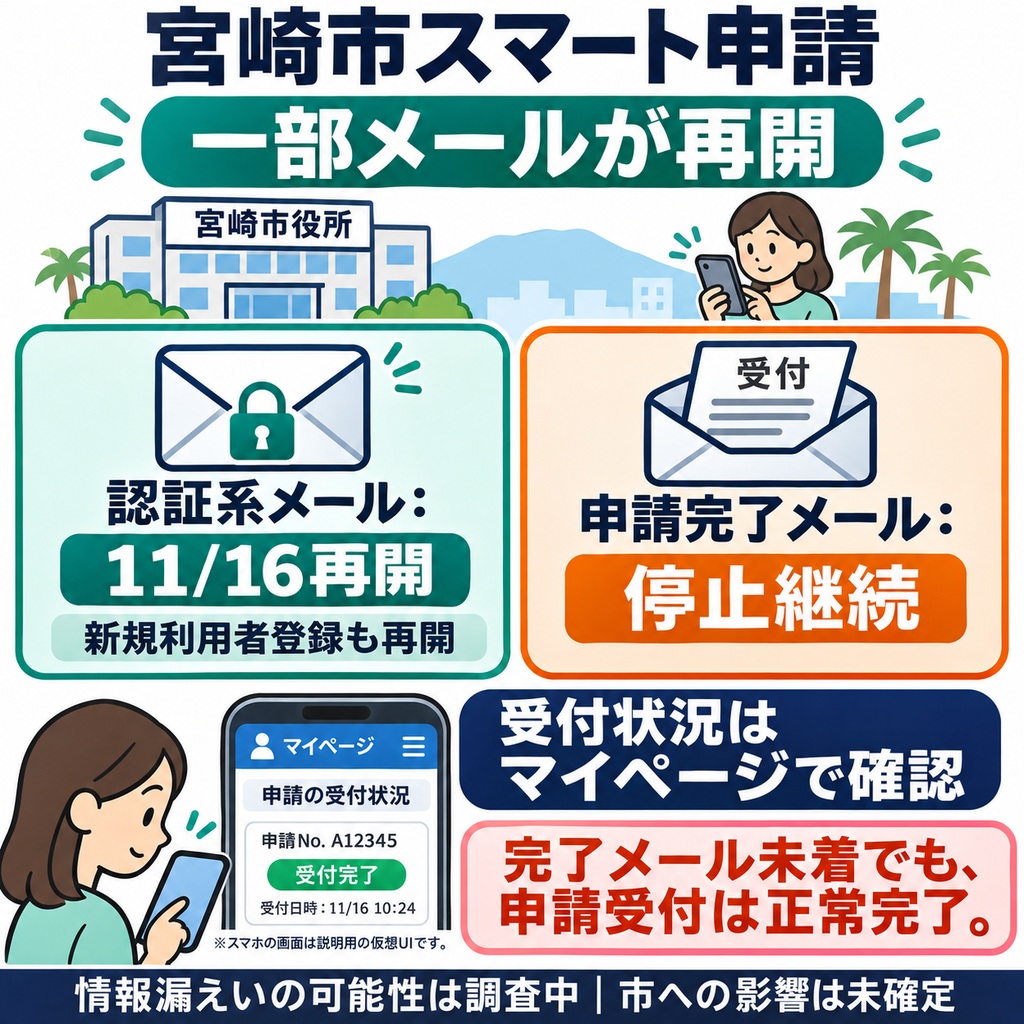 宮崎市スマート申請
一部メールが再開
宮崎市役所
受付
認証系メール：
11/16再開
新規利用者登録も再開
申請完了メール：
停止継続
マイページ
申請の受付状況
申請No. A12345
受付完了
受付日時：11/16 10:24
※スマホの画面は説明用の仮想UIです。
受付状況は
マイページで確認
完了メール未着でも、
申請受付は正常完了。
情報漏えいの可能性は調査中｜市への影響は未確定